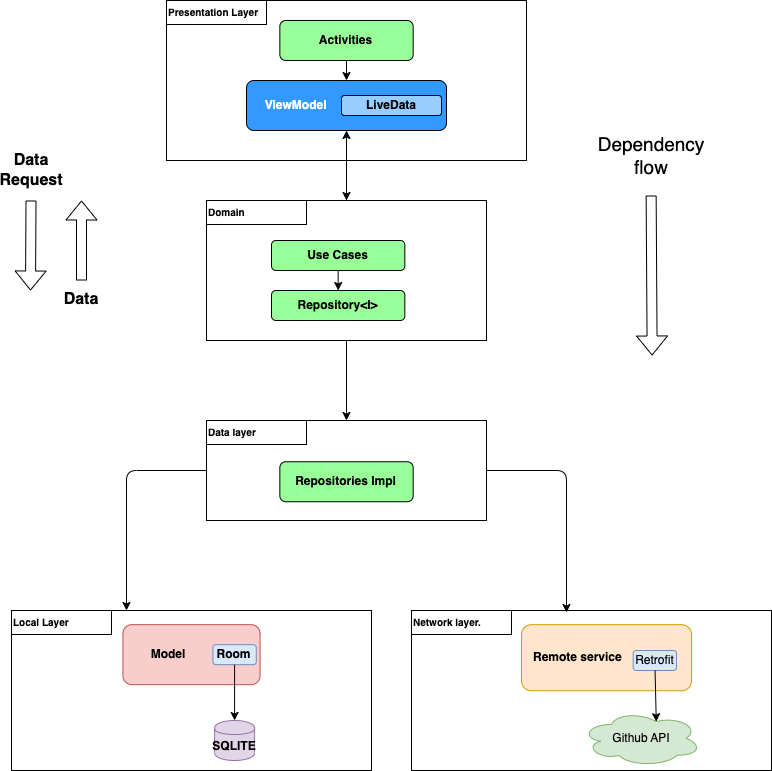 Presentation Layer
Activities
ViewModel
LiveData
Data
Request
Data
Dependency
flow
Domain
Use Cases
Repository<I>
Data layer
Repositories Impl
Local Layer
Model
Room
SQLITE
Network layer.
Remote service
Retrofit
Github API